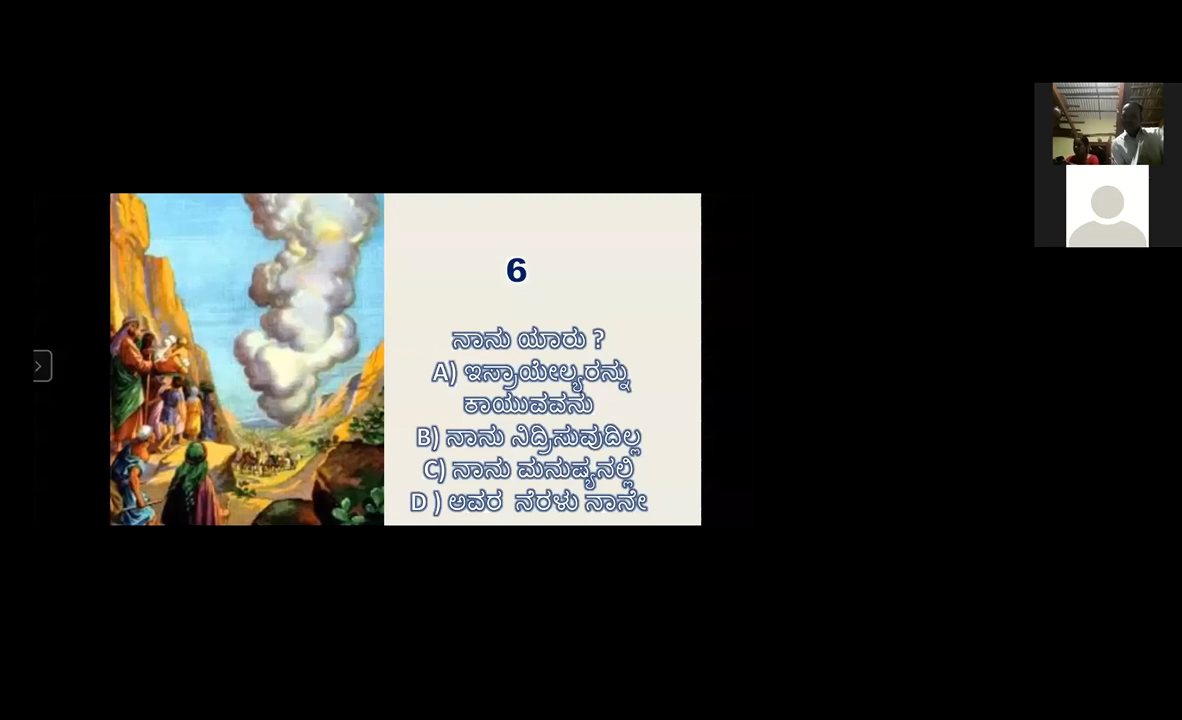 6
ನಾನು ಯಾರು ?
A) ಇಸ್ರಾಯೇಲ್ಯರನ್ನು
ಕಾಯುವವನು
B) ನಾನು ನಿದ್ರಿಸುವುದಿಲ್ಲ
C) ನಾನು ಮನುಷ್ಯನಲ್ಲಿ
D ) ಅವರ ನೆರಳು ನಾನೇ